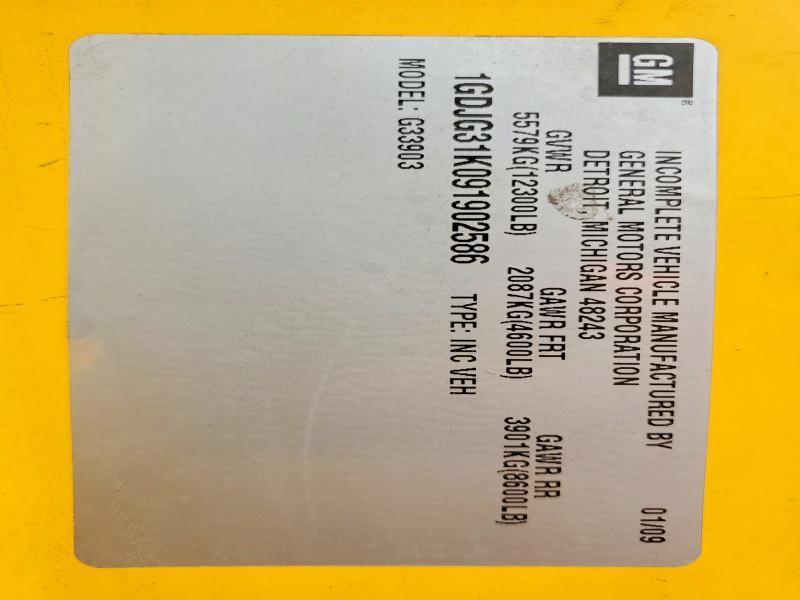 GM
INCOMPLETE VEHICLE MANUFACTURED BY 01/09
GENERAL MOTORS CORPORATION
DETROIT, MICHIGAN 48243
GVWR GAWR FRT GAWR RR
5579KG(12300LB) 2087KG(4600LB) 3901KG(8600LB)
1GDJG31K091902586 TYPE: INC VEH
MODEL: G33903